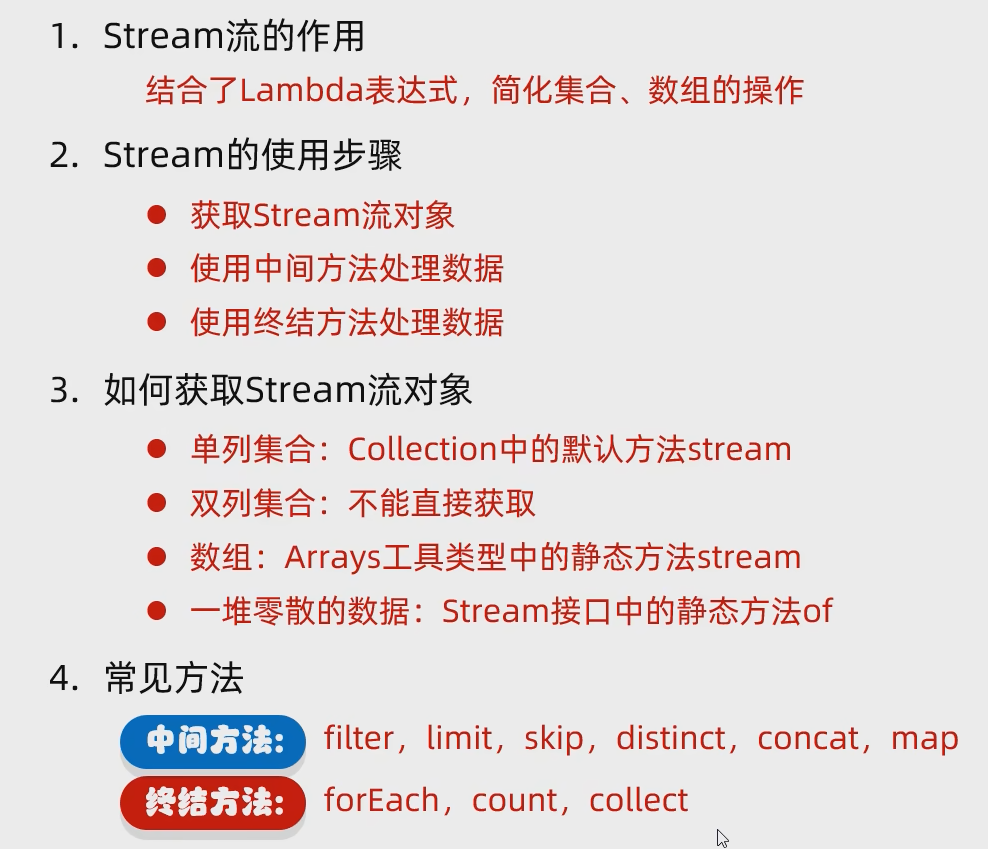 1. Stream流的作用
结合了Lambda表达式，简化集合、数组的操作
2. Stream的使用步骤
● 获取Stream流对象
● 使用中间方法处理数据
● 使用终结方法处理数据
3. 如何获取Stream流对象
● 单列集合：Collection中的默认方法stream
● 双列集合：不能直接获取
● 数组：Arrays工具类型中的静态方法stream
● 一堆零散的数据：Stream接口中的静态方法of
4. 常见方法
中间方法: filter，limit，skip，distinct，concat，map
终结方法: forEach，count，collect